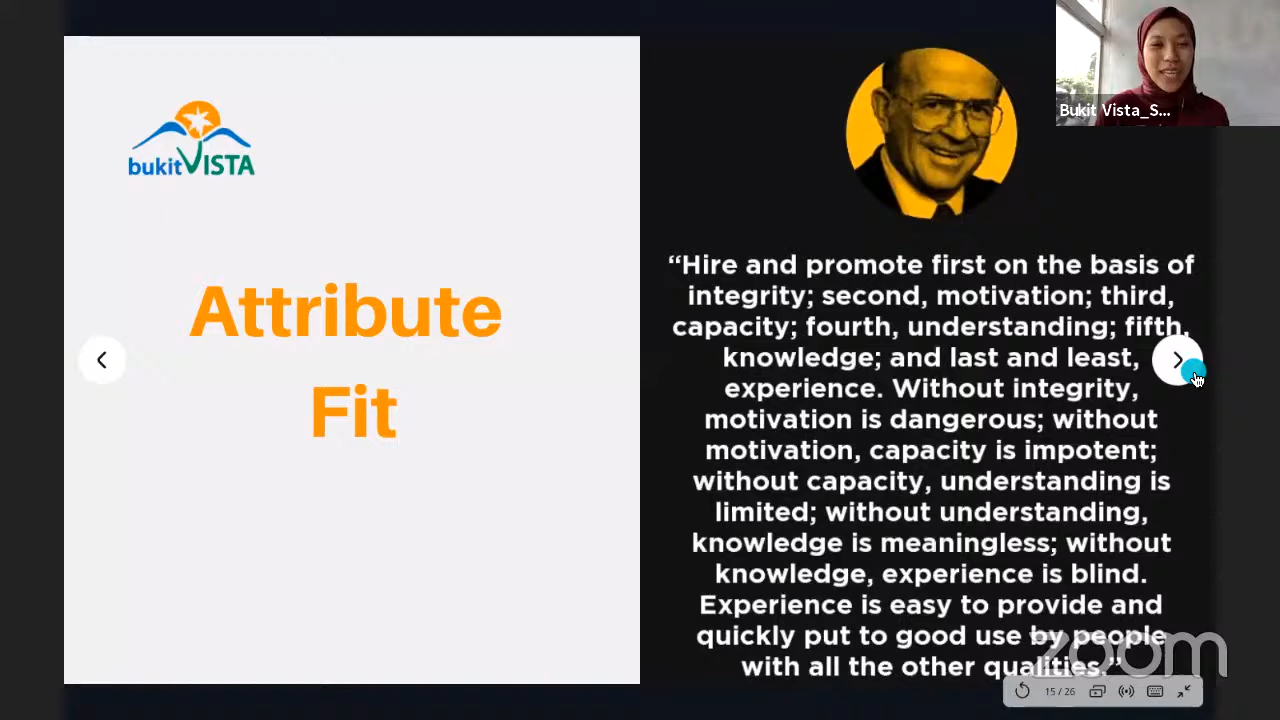 bukitVISTA
Attribute
Fit
“Hire and promote first on the basis of
integrity; second, motivation; third,
capacity; fourth, understanding; fifth,
knowledge; and last and least,
experience. Without integrity,
motivation is dangerous; without
motivation, capacity is impotent;
without capacity, understanding is
limited; without understanding,
knowledge is meaningless; without
knowledge, experience is blind.
Experience is easy to provide and
quickly put to good use by people
with all the other qualities.”
Bukit Vista_S...
zoom
15 / 26